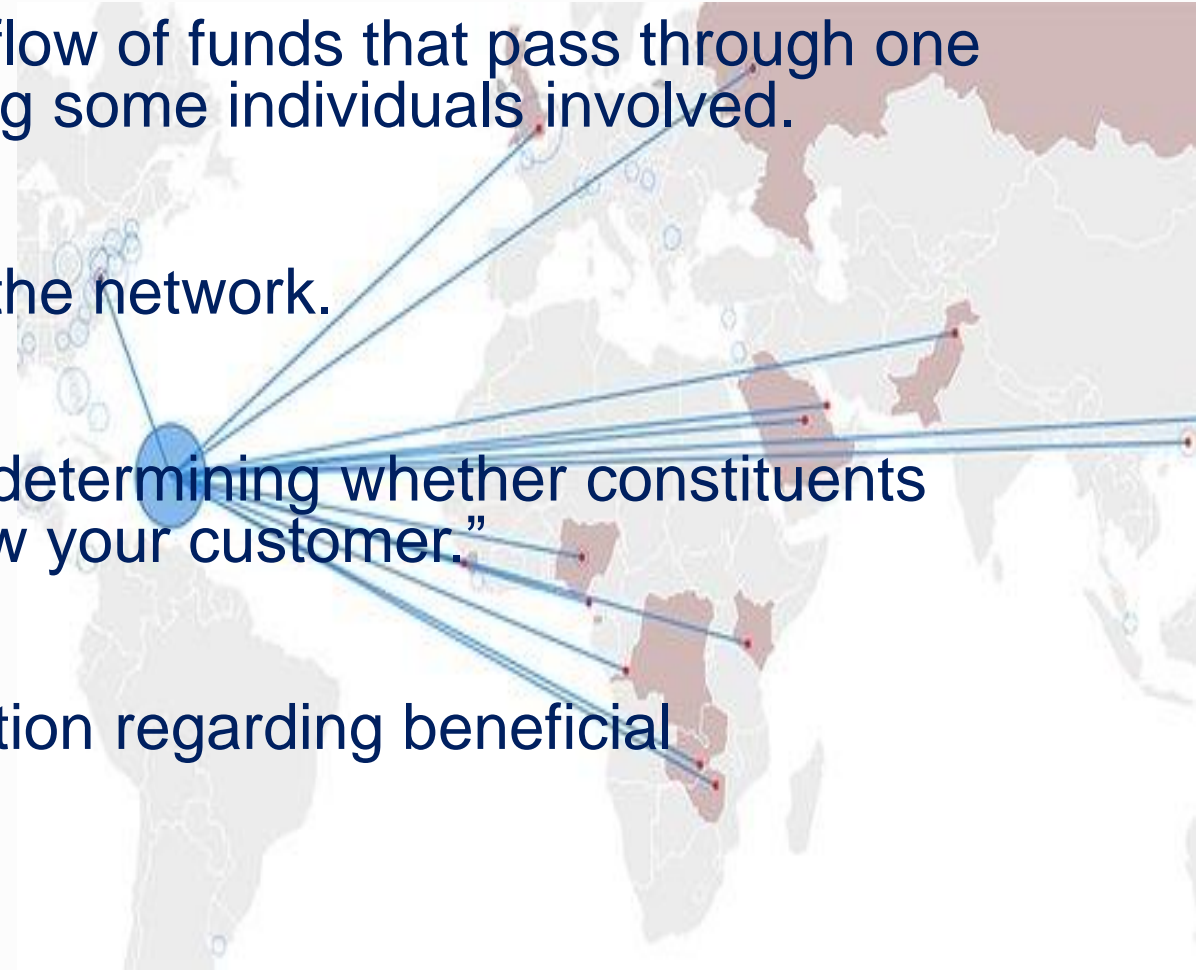 flow of funds that pass through one
g some individuals involved.
the network.
determining whether constituents
w your customer.”
tion regarding beneficial